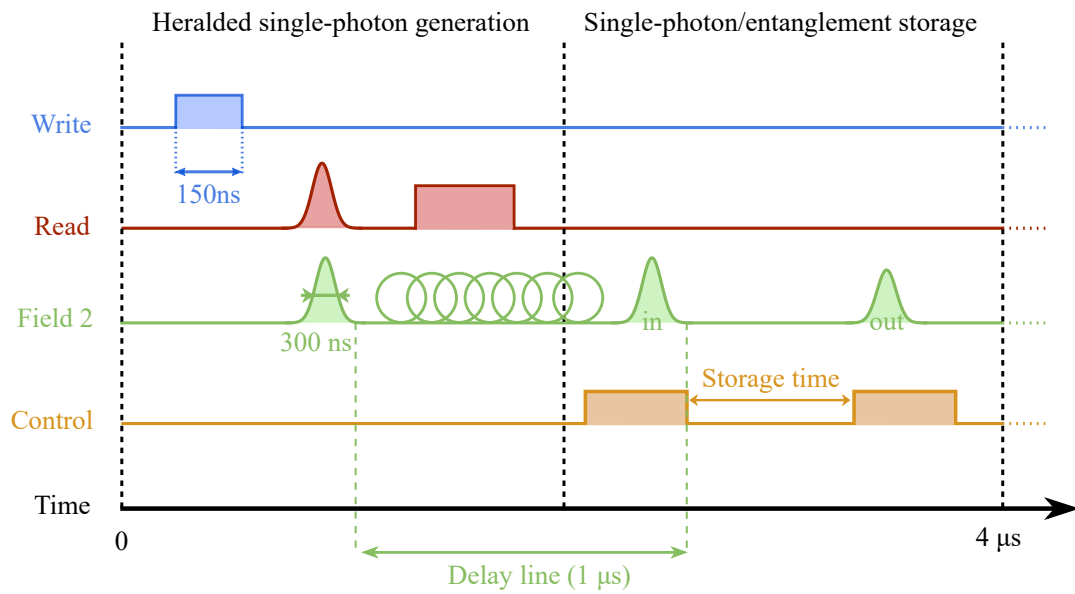 Heralded single-photon generation
Single-photon/entanglement storage
Write
150ns
Read
Field 2
300 ns
in
out
Storage time
Control
Time
0
4 μs
Delay line (1 μs)